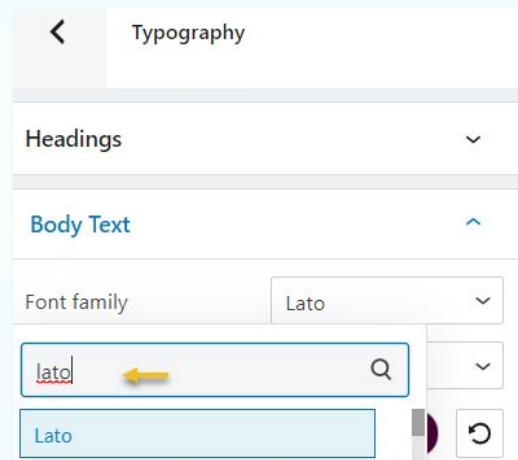 Typography
Headings
Body Text
Font family
Lato
lato
Lato